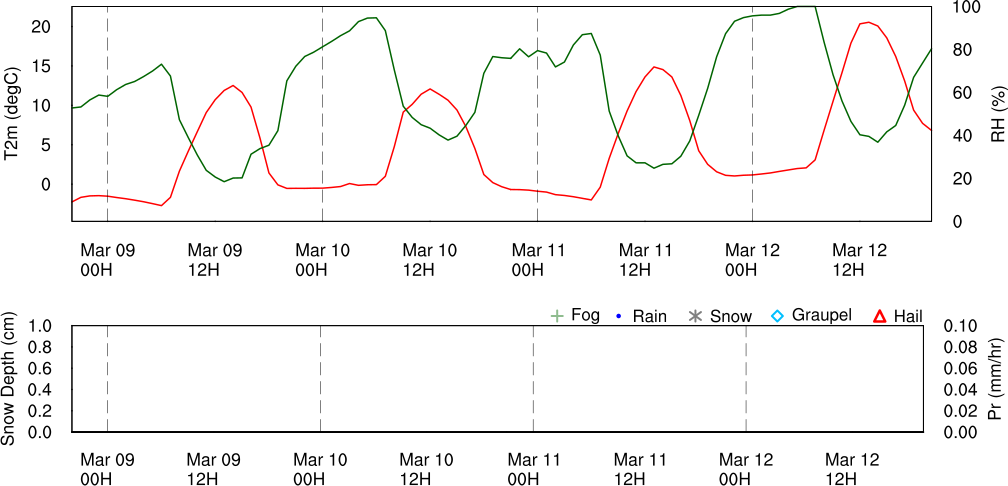 20
15
10
5
0
T2m (degC)
100
80
60
40
20
0
RH (%)
Mar 09 Mar 09 Mar 10 Mar 10 Mar 11 Mar 11 Mar 12 Mar 12
00H 12H 00H 12H 00H 12H 00H 12H
Fog Rain Snow Graupel Hail
1.0
0.8
0.6
0.4
0.2
0.0
Snow Depth (cm)
0.10
0.08
0.06
0.04
0.02
0.00
Pr (mm/hr)
Mar 09 Mar 09 Mar 10 Mar 10 Mar 11 Mar 11 Mar 12 Mar 12
00H 12H 00H 12H 00H 12H 00H 12H